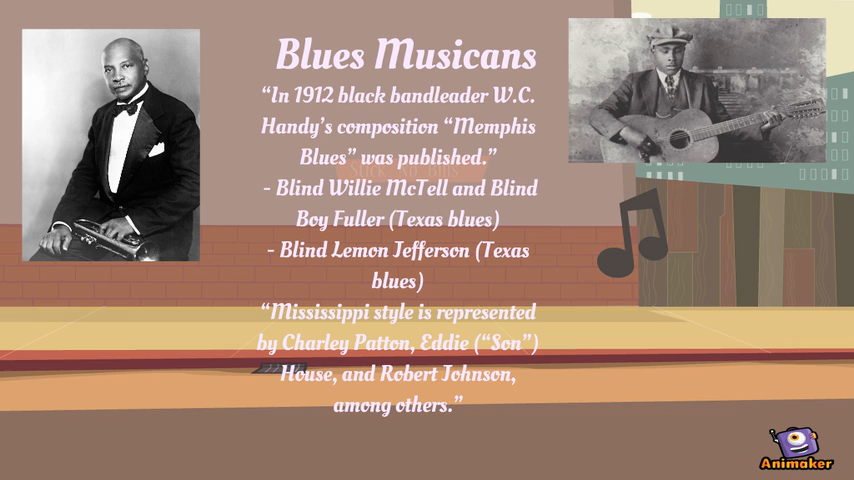 Blues Musicans
“In 1912 black bandleader W.C.
Handy’s composition “Memphis
Blues” was published.”
- Blind Willie McTell and Blind
Boy Fuller (Texas blues)
- Blind Lemon Jefferson (Texas
blues)
“Mississippi style is represented
by Charley Patton, Eddie (“Son”)
House, and Robert Johnson,
among others.”
Animaker